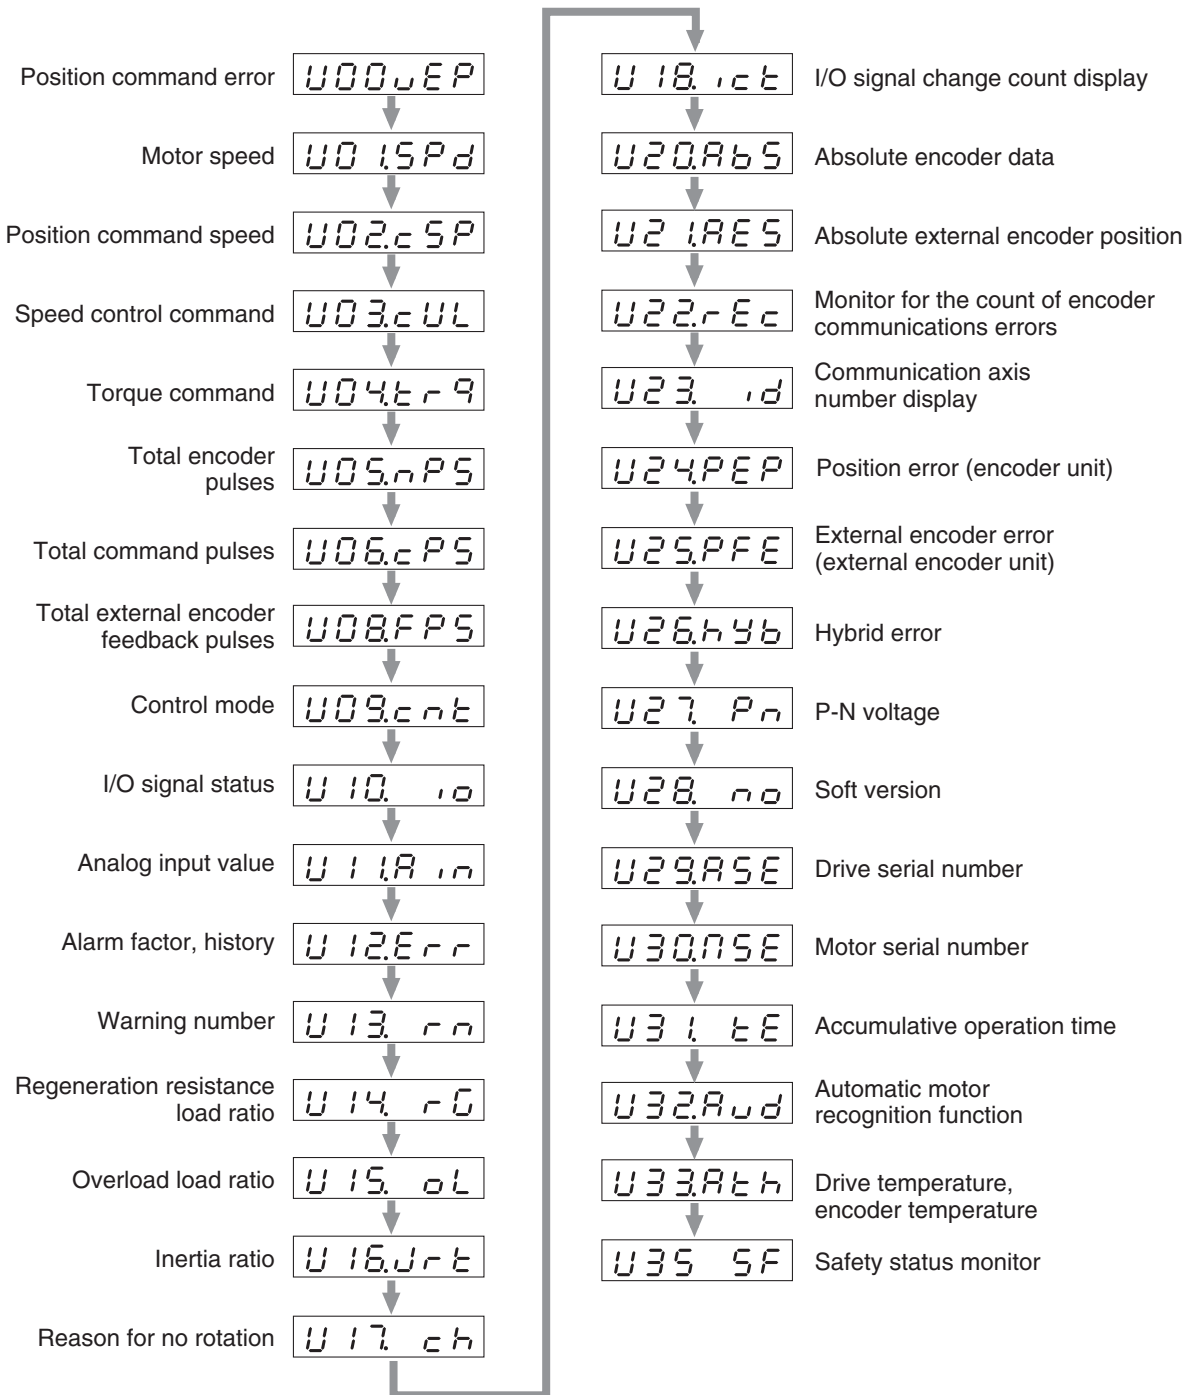 Position command error
U00uEP
Motor speed
U01.SPd
Position command speed
U02.cSP
Speed control command
U03.cUL
Torque command
U04.trq
Total encoder
pulses
U05.nPS
Total command pulses
U06.cPS
Total external encoder
feedback pulses
U08.FPS
Control mode
U09.cnt
I/O signal status
U10. io
Analog input value
U11.Ain
Alarm factor, history
U12.Err
Warning number
U13. rn
Regeneration resistance
load ratio
U14. rG
Overload load ratio
U15. oL
Inertia ratio
U16.Jrt
Reason for no rotation
U17. ch
U18.ict
I/O signal change count display
U20.AbS
Absolute encoder data
U21.AES
Absolute external encoder position
U22.rEc
Monitor for the count of encoder
communications errors
U23. id
Communication axis
number display
U24.PEP
Position error (encoder unit)
U25.PFE
External encoder error
(external encoder unit)
U26.hyb
Hybrid error
U27. Pn
P-N voltage
U28. no
Soft version
U29.ASE
Drive serial number
U30.MSE
Motor serial number
U31. tE
Accumulative operation time
U32.Aud
Automatic motor
recognition function
U33.Ath
Drive temperature,
encoder temperature
U35 SF
Safety status monitor